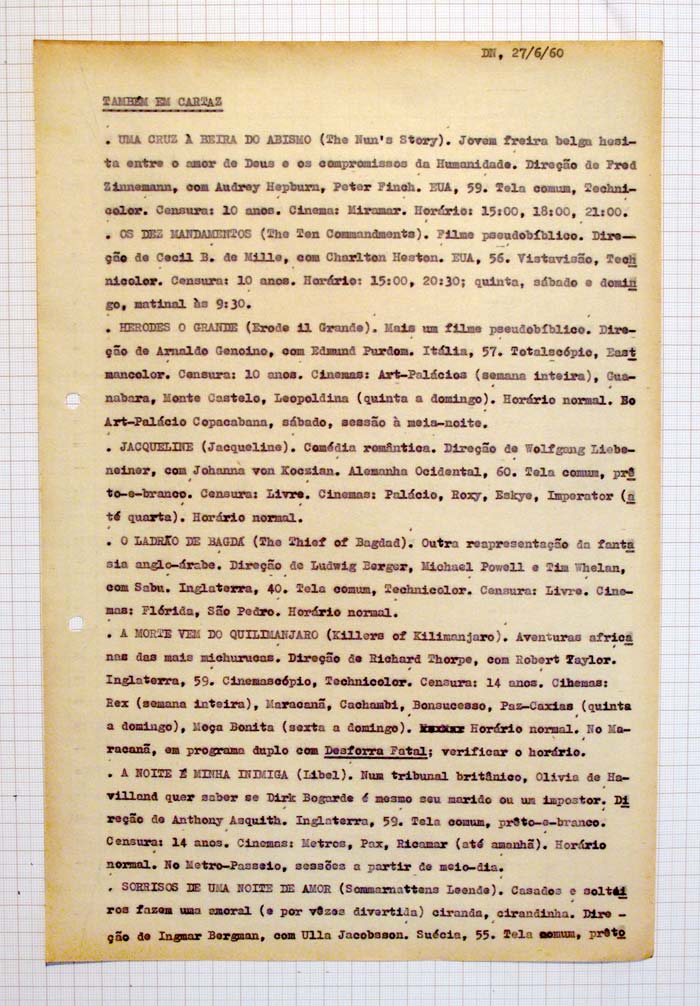 DN, 27/6/60
TAMBÉM EM CARTAZ
. UMA CRUZ À BEIRA DO ABISMO (The Nun's Story). Jovem freira belga hesi-
ta entre o amor de Deus e os compromissos da Humanidade. Direção de Fred
Zinnemann, com Audrey Hepburn, Peter Finch. EUA, 59. Tela comum, Techni-
color. Censura: 10 anos. Cinema: Miramar. Horário: 15:00, 18:00, 21:00.
. OS DEZ MANDAMENTOS (The Ten Commandments). Filme pseudobíblico. Dire-
ção de Cecil B. de Mille, com Charlton Heston. EUA, 56. Vistavisão, Tech
nicolor. Censura: 10 anos. Horário: 15:00, 20:30; quinta, sábado e domin
go, matinal às 9:30.
. HERODES O GRANDE (Erode il Grande). Mais um filme pseudobíblico. Dire-
ção de Arnaldo Genoino, com Edmund Purdom. Itália, 57. Totalscópio, East
mancolor. Censura: 10 anos. Cinemas: Art-Palácios (semana inteira), Gua-
nabara, Monte Castelo, Leopoldina (quinta a domingo). Horário normal. No
Art-Palácio Copacabana, sábado, sessão à meia-noite.
. JACQUELINE (Jacqueline). Comédia romântica. Direção de Wolfgang Liebe-
neiner, com Johanna von Koczian. Alemanha Ocidental, 60. Tela comum, prê
to-e-branco. Censura: Livre. Cinemas: Palácio, Roxy, Eskye, Imperator (a
té quarta). Horário normal.
. O LADRÃO DE BAGDÁ (The Thief of Bagdad). Outra reapresentação da fanta
sia anglo-árabe. Direção de Ludwig Berger, Michael Powell e Tim Whelan,
com Sabu. Inglaterra, 40. Tela comum, Technicolor. Censura: Livre. Cine-
mas: Flórida, São Pedro. Horário normal.
. A MORTE VEM DO QUILIMANJARO (Killers of Kilimanjaro). Aventuras africa
nas das mais michurucas. Direção de Richard Thorpe, com Robert Taylor.
Inglaterra, 59. Cinemascópio, Technicolor. Censura: 14 anos. Cinemas:
Rex (semana inteira), Maracanã, Cachambi, Bonsucesso, Paz-Caxias (quinta
a domingo), Moça Bonita (sexta a domingo). Horário normal. No Ma-
racanã, em programa duplo com Desforra Fatal; verificar o horário.
. A NOITE É MINHA INIMIGA (Libel). Num tribunal britânico, Olivia de Ha-
villand quer saber se Dirk Bogarde é mesmo seu marido ou um impostor. Di
reção de Anthony Asquith. Inglaterra, 59. Tela comum, prêto-e-branco.
Censura: 14 anos. Cinemas: Metros, Pax, Ricamar (até amanhã). Horário
normal. No Metro-Passeio, sessões a partir de meio-dia.
. SORRISOS DE UMA NOITE DE AMOR (Sommarnattens Leende). Casados e soltei
ros fazem uma amoral (e por vêzes divertida) ciranda, cirandinha. Dire -
ção de Ingmar Bergman, com Ulla Jacobsson. Suécia, 55. Tela comum, prêto